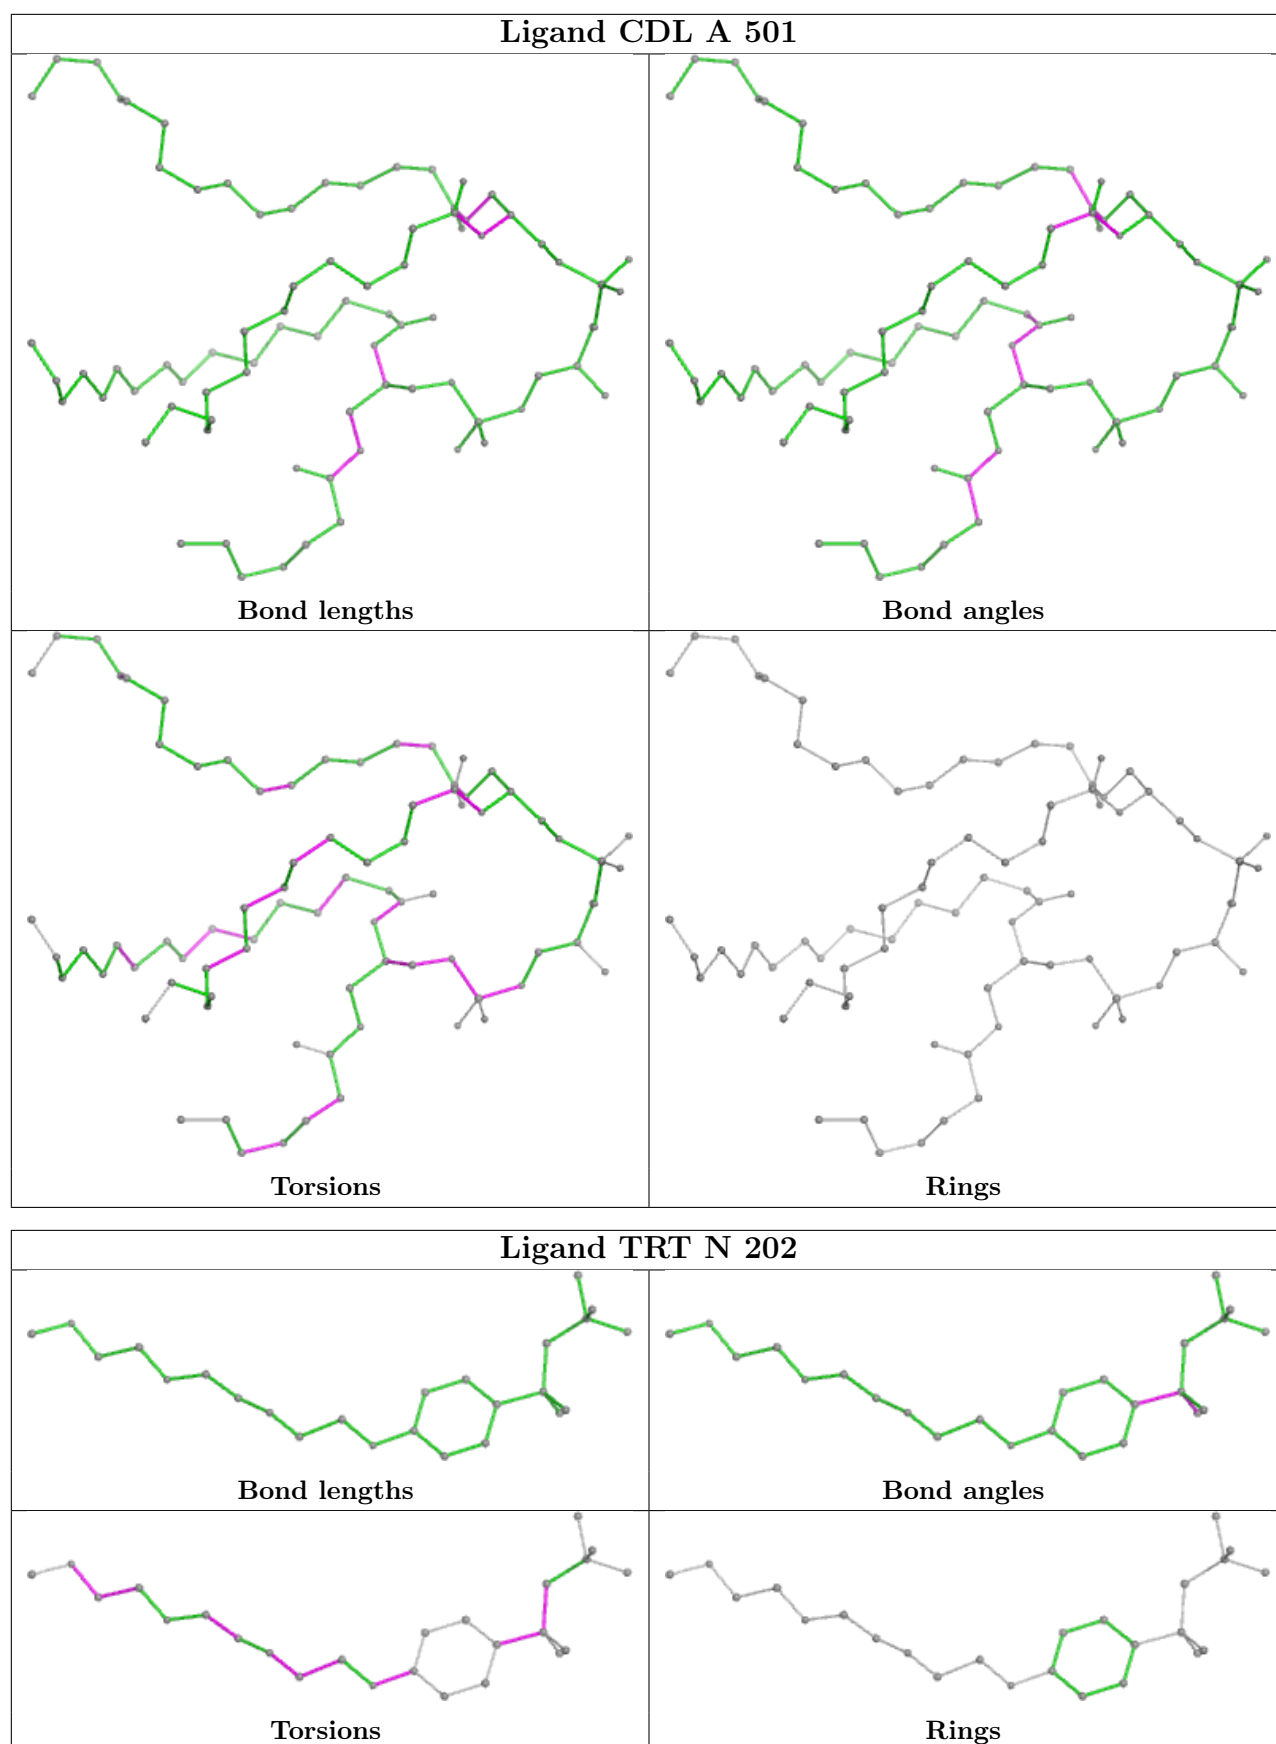 Ligand CDL A 501
Bond lengths
Bond angles
Torsions
Rings
Ligand TRT N 202
Bond lengths
Bond angles
Torsions
Rings